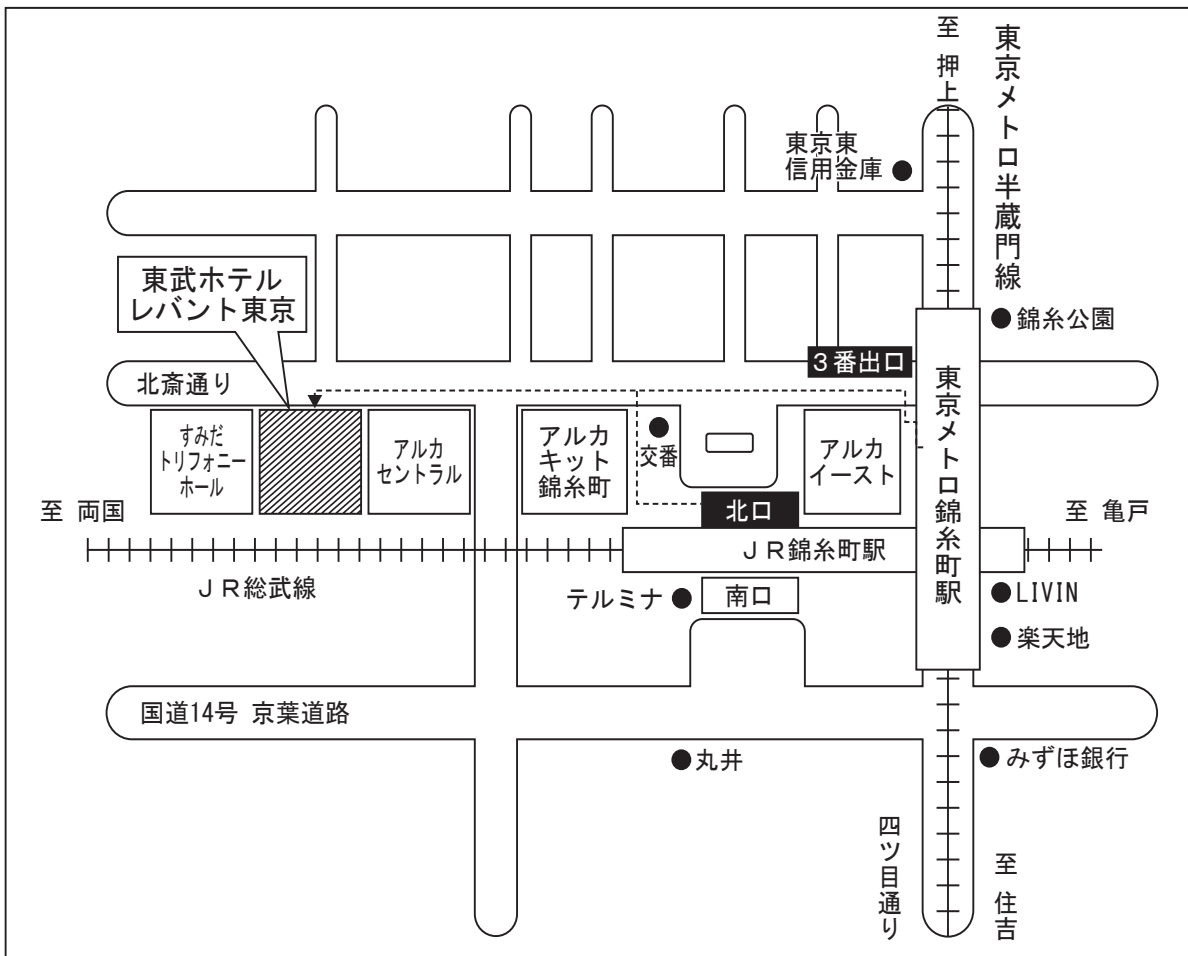 至 押上
東京メトロ半蔵門線
東京東
信用金庫
東武ホテル
レバント東京
錦糸公園
3番出口
北斎通り
東京メトロ錦糸町駅
すみだ
トリフォニー
ホール
アルカ
セントラル
アルカ
キット
錦糸町
交番
アルカ
イースト
至 両国
北口
至 亀戸
JR錦糸町駅
JR総武線
テルミナ
南口
LIVIN
楽天地
国道14号 京葉道路
丸井
みずほ銀行
四ツ目通り
至 住吉